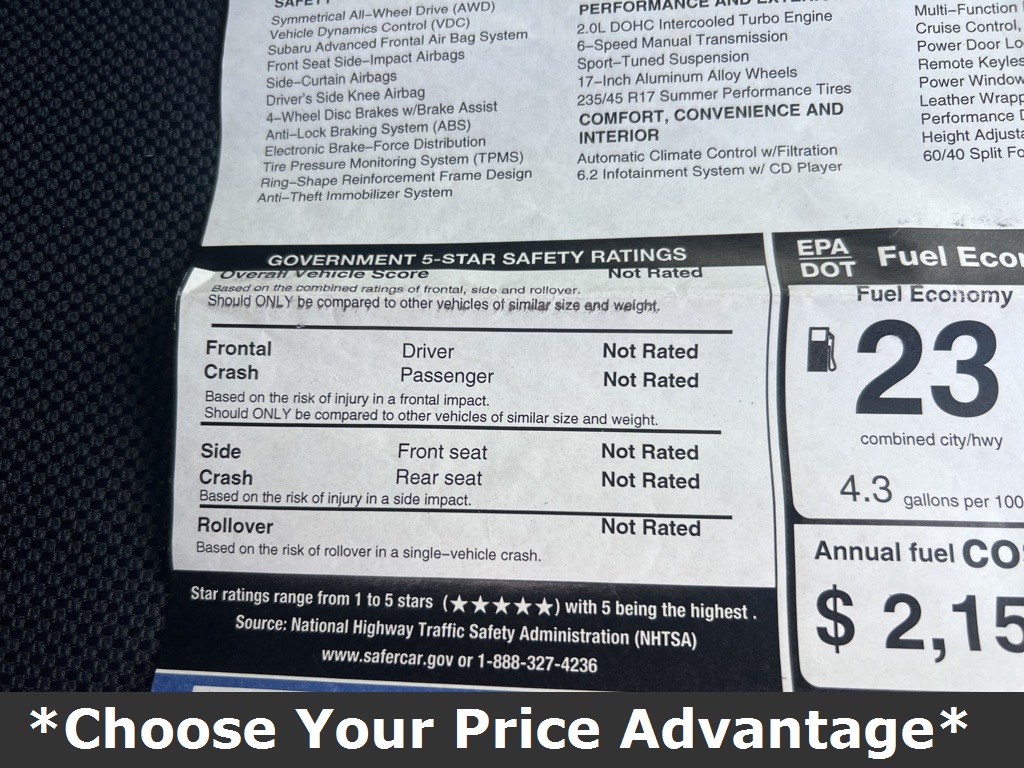 SAFETY
Symmetrical All-Wheel Drive (AWD)
Vehicle Dynamics Control (VDC)
Subaru Advanced Frontal Air Bag System
Front Seat Side-Impact Airbags
Side-Curtain Airbags
Driver's Side Knee Airbag
4-Wheel Disc Brakes w/Brake Assist
Anti-Lock Braking System (ABS)
Electronic Brake-Force Distribution
Tire Pressure Monitoring System (TPMS)
Ring-Shape Reinforcement Frame Design
Anti-Theft Immobilizer System
PERFORMANCE AND
2.0L DOHC Intercooled Turbo Engine
6-Speed Manual Transmission
Sport-Tuned Suspension
17-Inch Aluminum Alloy Wheels
235/45 R17 Summer Performance Tires
COMFORT, CONVENIENCE AND
INTERIOR
Automatic Climate Control w/Filtration
6.2 Infotainment System w/ CD Player
Multi-Function
Cruise Control,
Power Door Lo
Remote Keyles
Power Window
Leather Wrapp
Performance
Height Adjusta
60/40 Split Fo
GOVERNMENT 5-STAR SAFETY RATINGS
Overall Vehicle Score Not Rated
Based on the combined ratings of frontal, side and rollover.
Should ONLY be compared to other vehicles of similar size and weight.
Frontal Driver Not Rated
Crash Passenger Not Rated
Based on the risk of injury in a frontal impact.
Should ONLY be compared to other vehicles of similar size and weight.
Side Front seat Not Rated
Crash Rear seat Not Rated
Based on the risk of injury in a side impact.
Rollover Not Rated
Based on the risk of rollover in a single-vehicle crash.
Star ratings range from 1 to 5 stars (★★★★★) with 5 being the highest.
Source: National Highway Traffic Safety Administration (NHTSA)
www.safercar.gov or 1-888-327-4236
EPA
DOT
Fuel Econo
Fuel Economy
23
combined city/hwy
4.3 gallons per 100
Annual fuel cos
$ 2,15
*Choose Your Price Advantage*